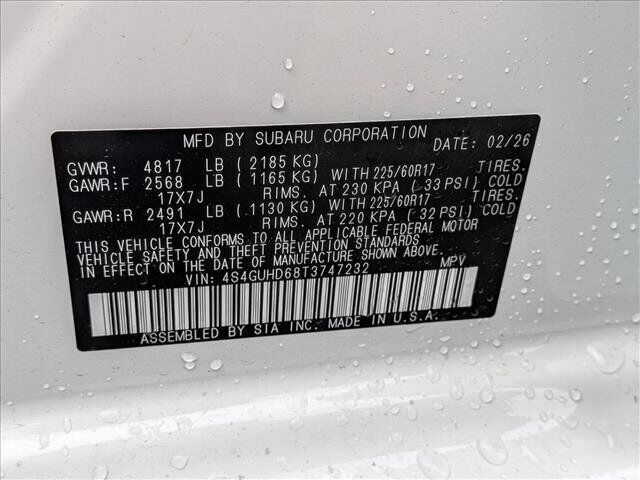 MFD BY SUBARU CORPORATION DATE: 02/26
GVWR: 4817 LB (2185 KG)
GAWR:F 2568 LB (1165 KG) WITH 225/60R17 TIRES.
17X7J RIMS. AT 230 KPA (33 PSI) COLD
GAWR:R 2491 LB (1130 KG) WITH 225/60R17 TIRES.
17X7J RIMS. AT 220 KPA (32 PSI) COLD
THIS VEHICLE CONFORMS TO ALL APPLICABLE FEDERAL MOTOR
VEHICLE SAFETY AND BUMPER STANDARDS
IN EFFECT ON THE DATE OF MANUFACTURE SHOWN ABOVE.
VIN: 4S4GUHD68T3747232 MPV
ASSEMBLED BY SIA INC. MADE IN U.S.A.